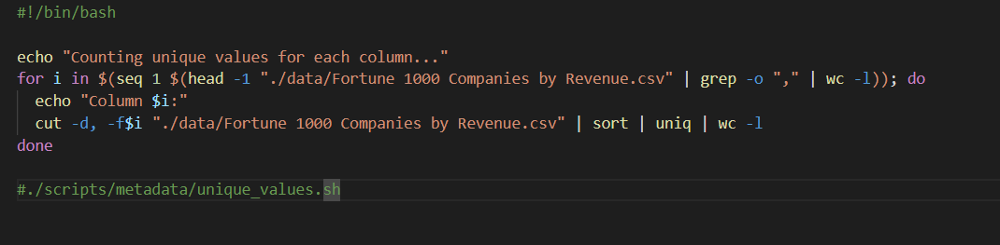 #!/bin/bash
echo "Counting unique values for each column..."
for i in $(seq 1 $(head -1 "./data/Fortune 1000 Companies by Revenue.csv" | grep -o "," | wc -l)); do
  echo "Column $i:"
  cut -d, -f$i "./data/Fortune 1000 Companies by Revenue.csv" | sort | uniq | wc -l
done
#./scripts/metadata/unique_values.sh